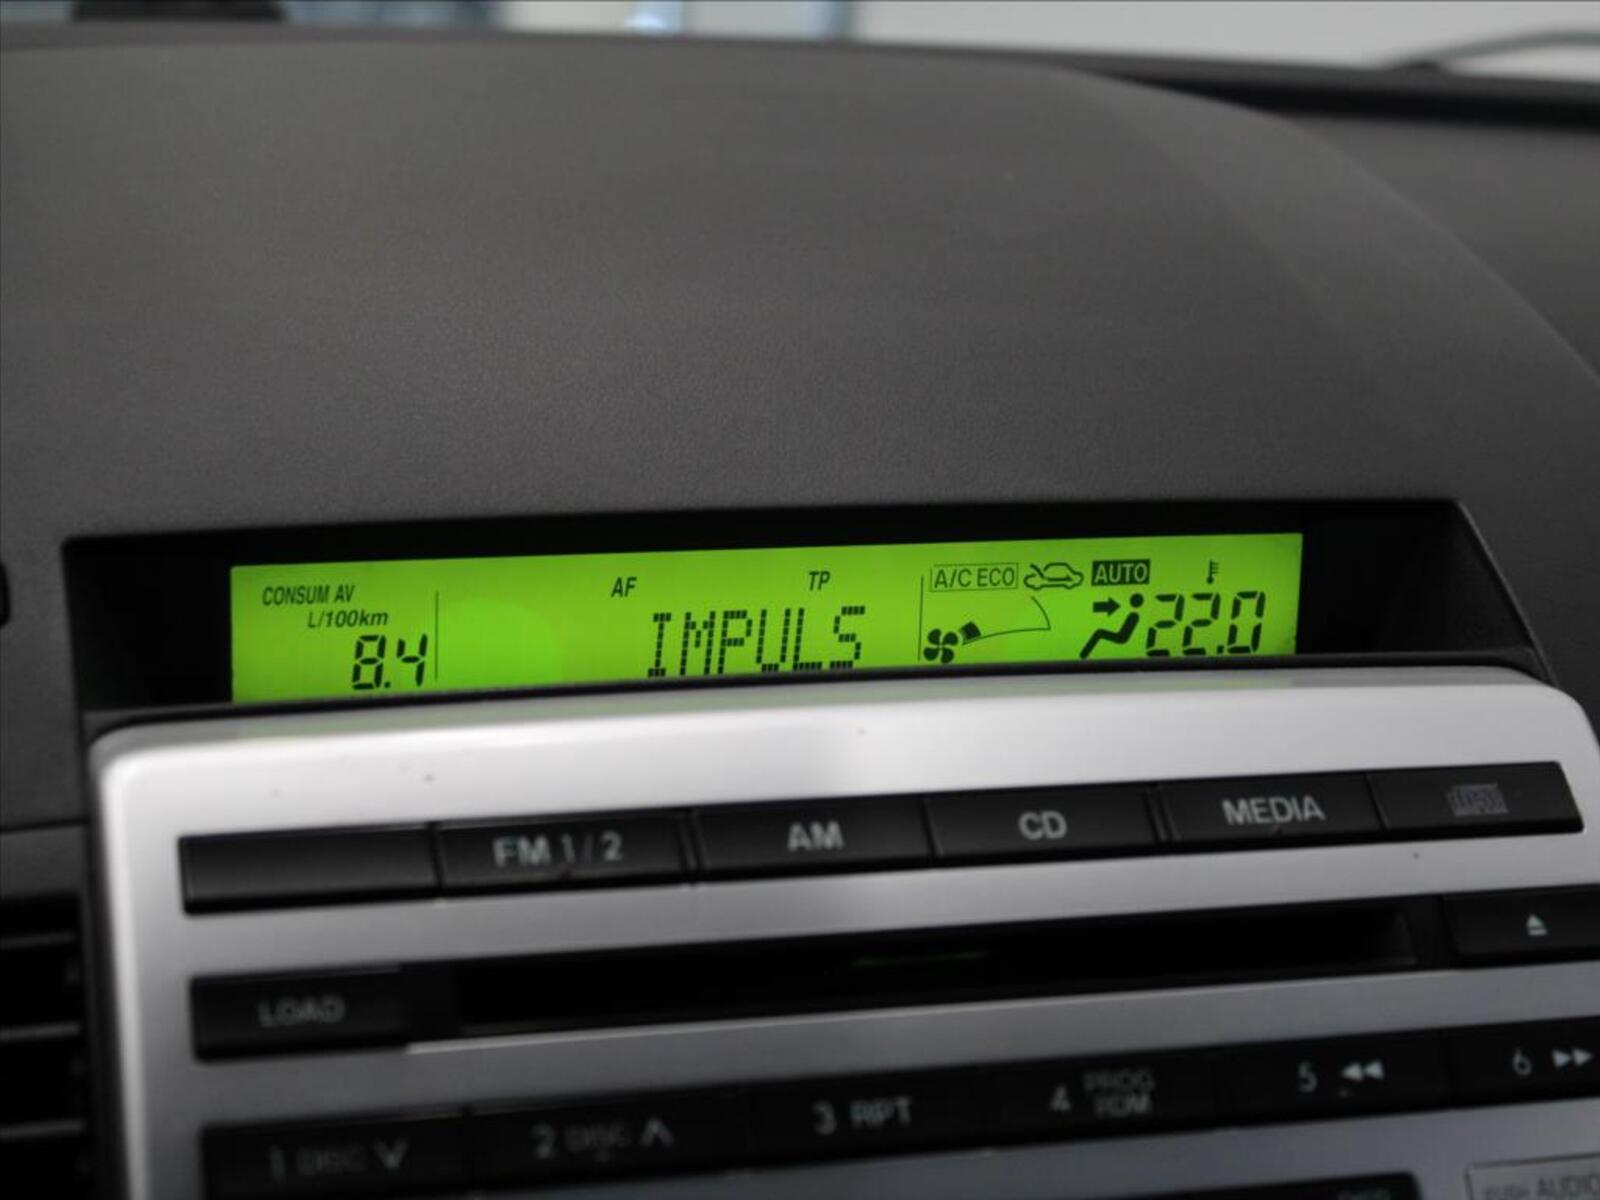 CONSUM AV
L/100km
8.4
AF
TP
IMPULS
A/C ECO
AUTO
22.0
FM 1/2
AM
CD
MEDIA
LOAD
1 DISC
2 DISC
3 RPT
4 PROG RDM
5
6
AUDIO